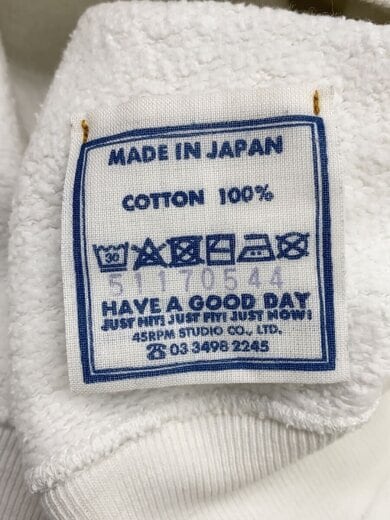 MADE IN JAPAN
COTTON 100%
30
51170544
HAVE A GOOD DAY
JUST HIT! JUST FIT! JUST NOW!
45RPM STUDIO CO., LTD.
☎ 03 3498 2245